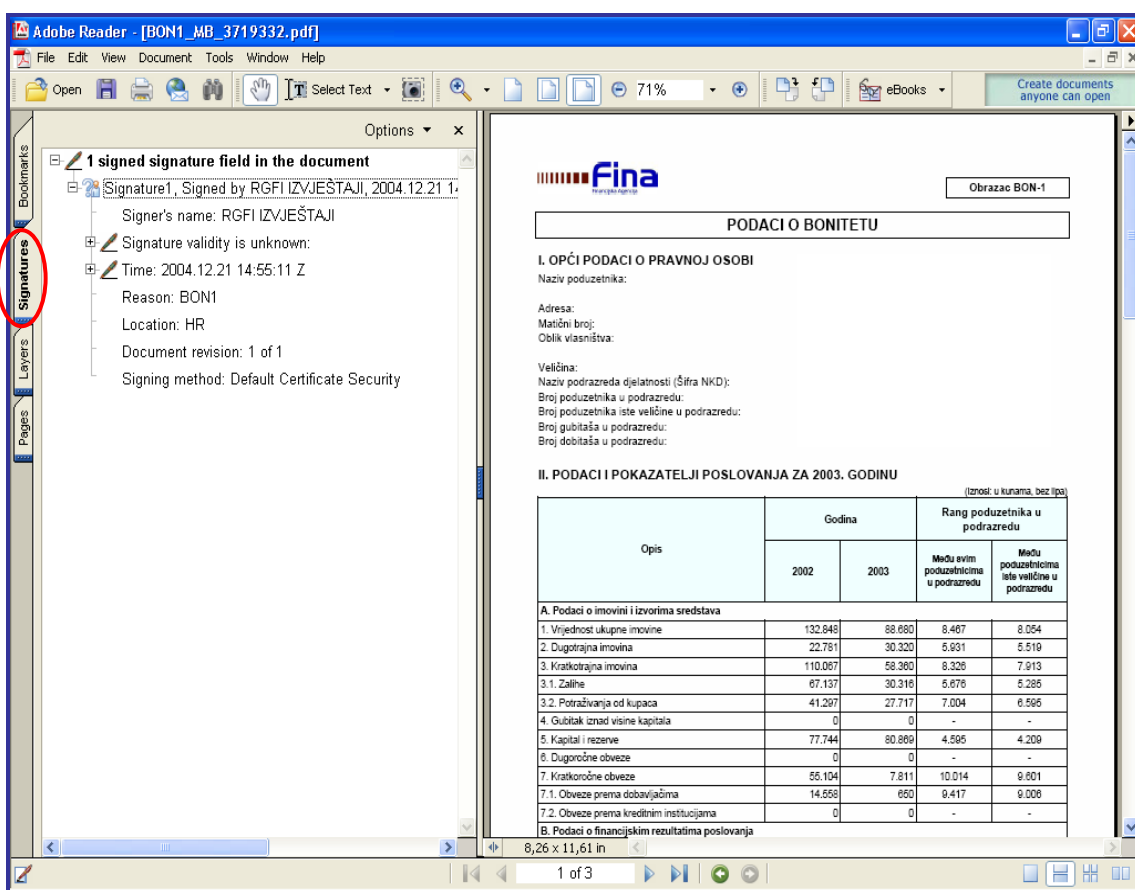 Adobe Reader - [BON1_MB_3719332.pdf]
File Edit View Document Tools Window Help
Open Select Text 71% eBooks Create documents
anyone can open
Options
Bookmarks
Signatures
Layers
Pages
1 signed signature field in the document
Signature1, Signed by RGFI IZVJEŠTAJI, 2004.12.21 14
Signer's name: RGFI IZVJEŠTAJI
Signature validity is unknown:
Time: 2004.12.21 14:55:11 Z
Reason: BON1
Location: HR
Document revision: 1 of 1
Signing method: Default Certificate Security
Fina
Financijska Agencija
Obrazac BON-1
PODACI O BONITETU
I. OPĆI PODACI O PRAVNOJ OSOBI
Naziv poduzetnika:
Adresa:
Matični broj:
Oblik vlasništva:
Veličina:
Naziv podrazreda djelatnosti (Šifra NKD):
Broj poduzetnika u podrazredu:
Broj poduzetnika iste veličine u podrazredu:
Broj gubitaša u podrazredu:
Broj dobitaša u podrazredu:
II. PODACI I POKAZATELJI POSLOVANJA ZA 2003. GODINU
(Iznosi: u kunama, bez lipa)
Opis
Godina
Rang poduzetnika u
podrazredu
2002 2003
Među svim
poduzetnicima
u podrazredu
Među
poduzetnicima
iste veličine u
podrazredu
A. Podaci o imovini i izvorima sredstava
1. Vrijednost ukupne imovine 132.848 88.680 8.467 8.054
2. Dugotrajna imovina 22.781 30.320 5.931 5.519
3. Kratkotrajna imovina 110.067 58.360 8.326 7.913
3.1. Zalihe 67.137 30.316 5.676 5.285
3.2. Potraživanja od kupaca 41.297 27.717 7.004 6.595
4. Gubitak iznad visine kapitala 0 0 - -
5. Kapital i rezerve 77.744 80.869 4.595 4.209
6. Dugoročne obveze 0 0 - -
7. Kratkoročne obveze 55.104 7.811 10.014 9.601
7.1. Obveze prema dobavljačima 14.558 650 9.417 9.006
7.2. Obveze prema kreditnim institucijama 0 0 - -
B. Podaci o financijskim rezultatima poslovanja
8,26 x 11,61 in
1 of 3